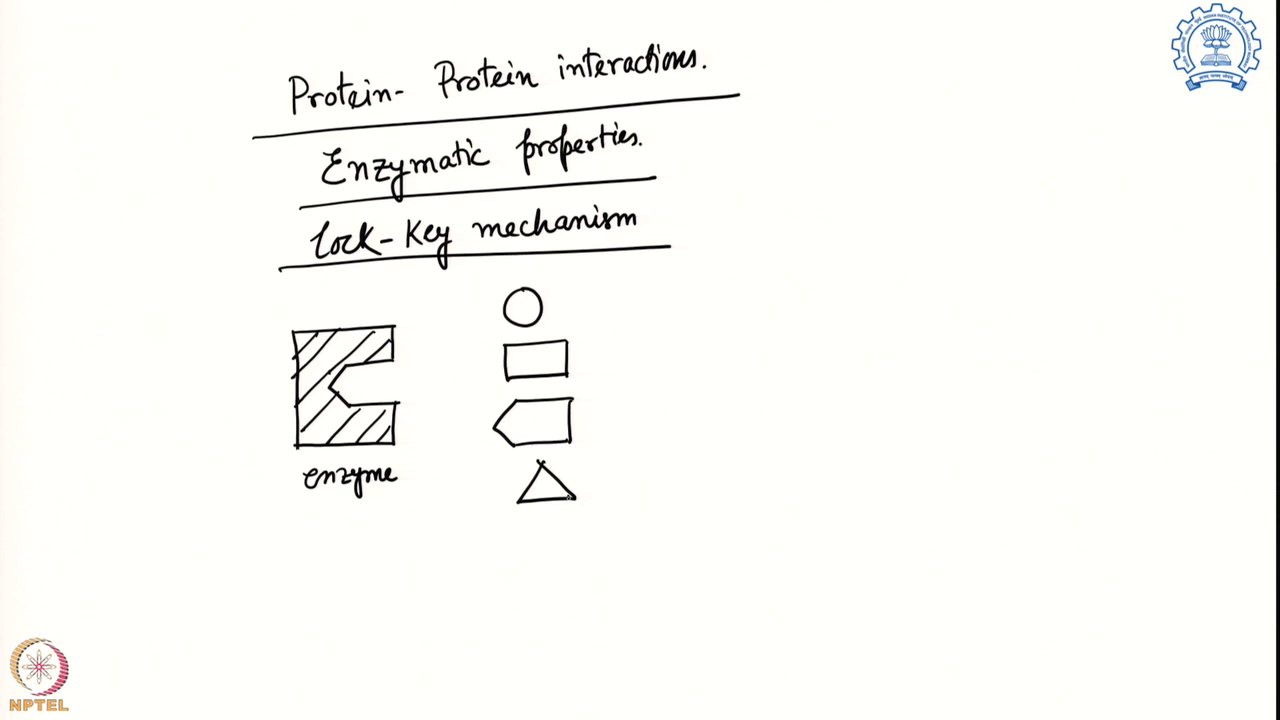 Protein- Protein interactions.
Enzymatic properties.
Lock-Key mechanism
enzyme
NPTEL